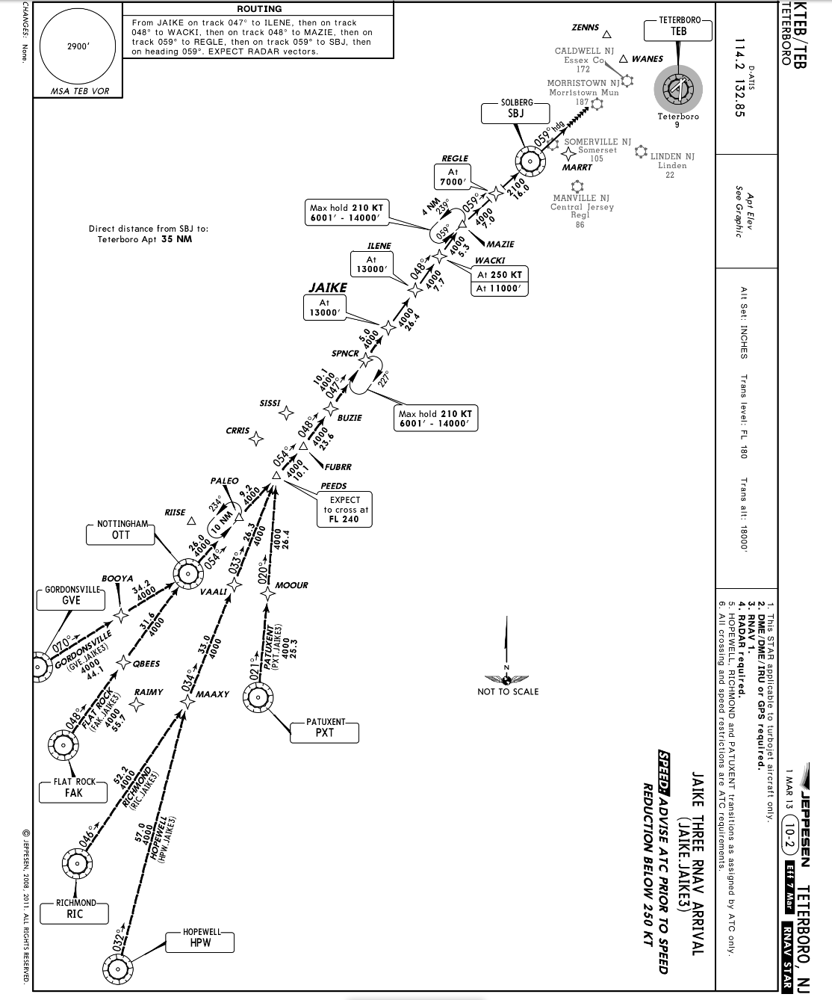 KTEB/TEB
TETERBORO
JEPPESEN
TETERBORO, NJ
1 MAR 13
10-2
Eff 7 Mar
RNAV STAR
D-ATIS
114.2 132.85
Apt Elev
See Graphic
Alt Set: INCHES Trans level: FL 180 Trans alt: 18000'
1. This STAR applicable to turbojet aircraft only.
2. DME/DME/IRU or GPS required.
3. RNAV 1.
4. RADAR required.
5. HOPEWELL, RICHMOND and PATUXENT transitions as assigned by ATC only.
6. All crossing and speed restrictions are ATC requirements.
JAIKE THREE RNAV ARRIVAL
(JAIKE.JAIKE3)
SPEED: ADVISE ATC PRIOR TO SPEED
REDUCTION BELOW 250 KT
2900'
MSA TEB VOR
ROUTING
From JAIKE on track 047° to ILENE, then on track
048° to WACKI, then on track 048° to MAZIE, then on
track 059° to REGLE, then on track 059° to SBJ, then
on heading 059°. EXPECT RADAR vectors.
ZENNS
TETERBORO
TEB
CALDWELL NJ
Essex Co
172
WANES
MORRISTOWN NJ
Morristown Mun
187
Teterboro
9
SOLBERG
SBJ
059° hdg
SOMERVILLE NJ
Somerset
105
LINDEN NJ
Linden
22
MARRT
MANVILLE NJ
Central Jersey
Regl
86
REGLE
At
7000'
2100
16.0
059°
4000
7.0
4 NM
239°
059°
Max hold 210 KT
6001' - 14000'
MAZIE
Direct distance from SBJ to:
Teterboro Apt 35 NM
4000
5.3
ILENE
At
13000'
048°
WACKI
At 250 KT
At 11000'
4000
7.7
JAIKE
At
13000'
4000
26.4
5.0
4000
SPNCR
227°
Max hold 210 KT
6001' - 14000'
10.1
4000
047°
BUZIE
SISSI
CRRIS
048°
4000
23.6
FUBRR
054°
4000
10.1
PEEDS
EXPECT
to cross at
FL 240
PALEO
9.2
4000
234°
10 NM
RIISE
NOTTINGHAM
OTT
26.0
4000
054°
26.3
4000
033°
VAALI
4000
26.4
020°
MOOUR
BOOYA
34.2
4000
GORDONSVILLE
GVE
070°
GORDONSVILLE
(GVE.JAIKE3)
4000
44.1
31.6
4000
QBEES
RAIMY
048°
FLAT ROCK
(FAK.JAIKE3)
4000
55.7
FLAT ROCK
FAK
33.0
4000
034°
MAAXY
PATUXENT
(PXT.JAIKE3)
4000
25.3
021°
PATUXENT
PXT
52.2
4000
RICHMOND
(RIC.JAIKE3)
046°
RICHMOND
RIC
57.0
4000
HOPEWELL
(HPW.JAIKE3)
032°
HOPEWELL
HPW
N
NOT TO SCALE
CHANGES: None.
© JEPPESEN, 2008, 2011. ALL RIGHTS RESERVED.